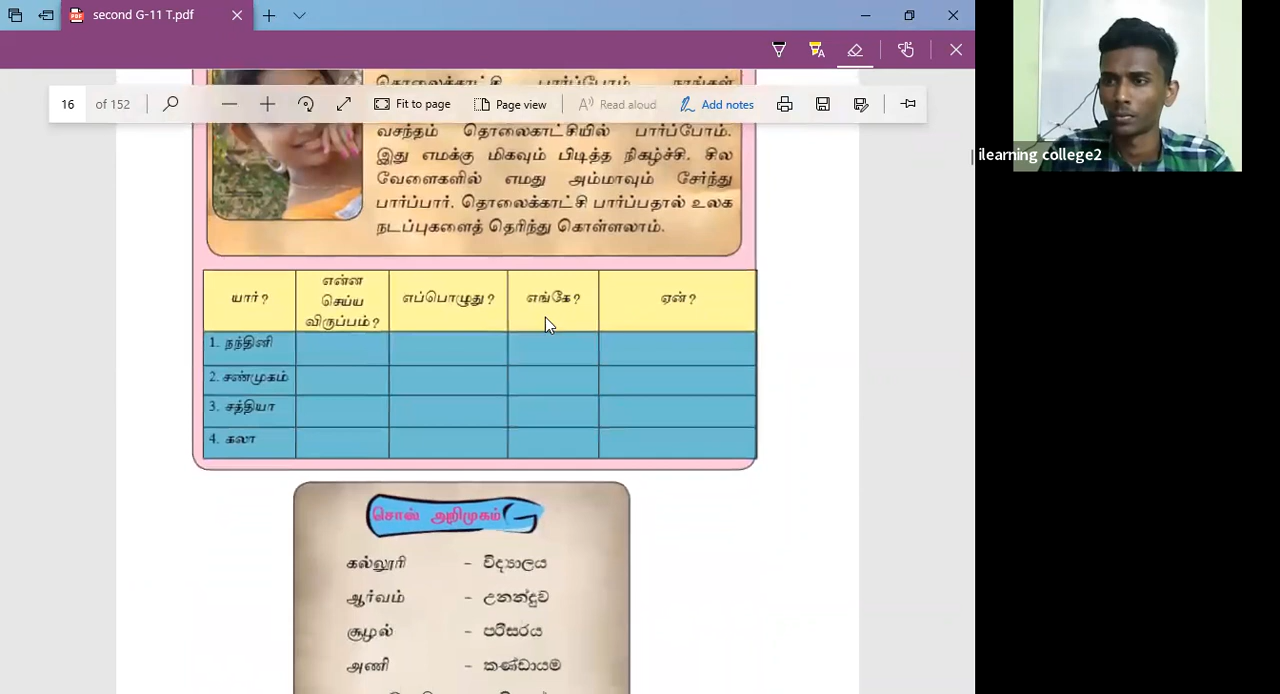 second G-11 T.pdf
16 of 152
Fit to page
Page view
Read aloud
Add notes
ilearning college2
தொலைக்காட்சி பார்ப்போம். நாங்கள்
வசந்தம் தொலைகாட்சியில் பார்ப்போம்.
இது எமக்கு மிகவும் பிடித்த நிகழ்ச்சி. சில
வேளைகளில் எமது அம்மாவும் சேர்ந்து
பார்ப்பார். தொலைக்காட்சி பார்ப்பதால் உலக
நடப்புகளைத் தெரிந்து கொள்ளலாம்.
யார்?
என்ன
செய்ய
விருப்பம்?
எப்பொழுது?
எங்கே?
ஏன்?
1. நந்தினி
2. சண்முகம்
3. சத்தியா
4. கலா
சொல் அறிமுகம்
கல்லூரி - විද්‍යාලය
ஆர்வம் - උනන්දුව
சூழல் - පරිසරය
அணி - කණ්ඩායම